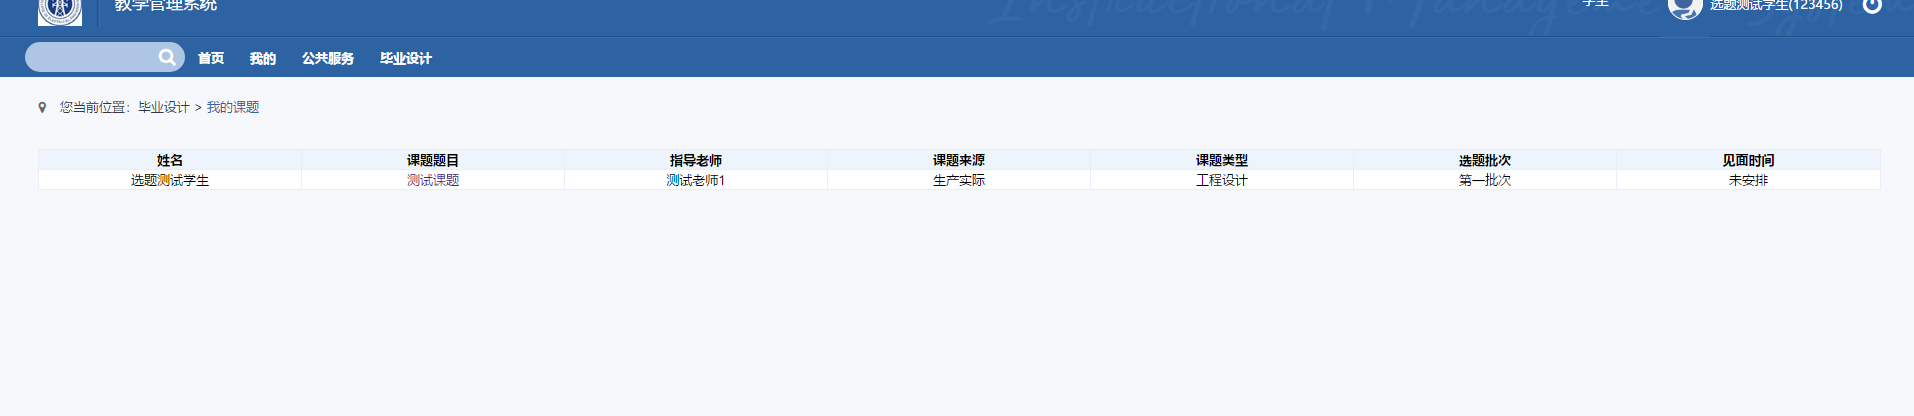 教学管理系统
Instructional Manage
学生
选题测试学生(123456)
首页 我的 公共服务 毕业设计
您当前位置：毕业设计 > 我的课题
姓名 课题题目 指导老师 课题来源 课题类型 选题批次 见面时间
选题测试学生 测试课题 测试老师1 生产实际 工程设计 第一批次 未安排